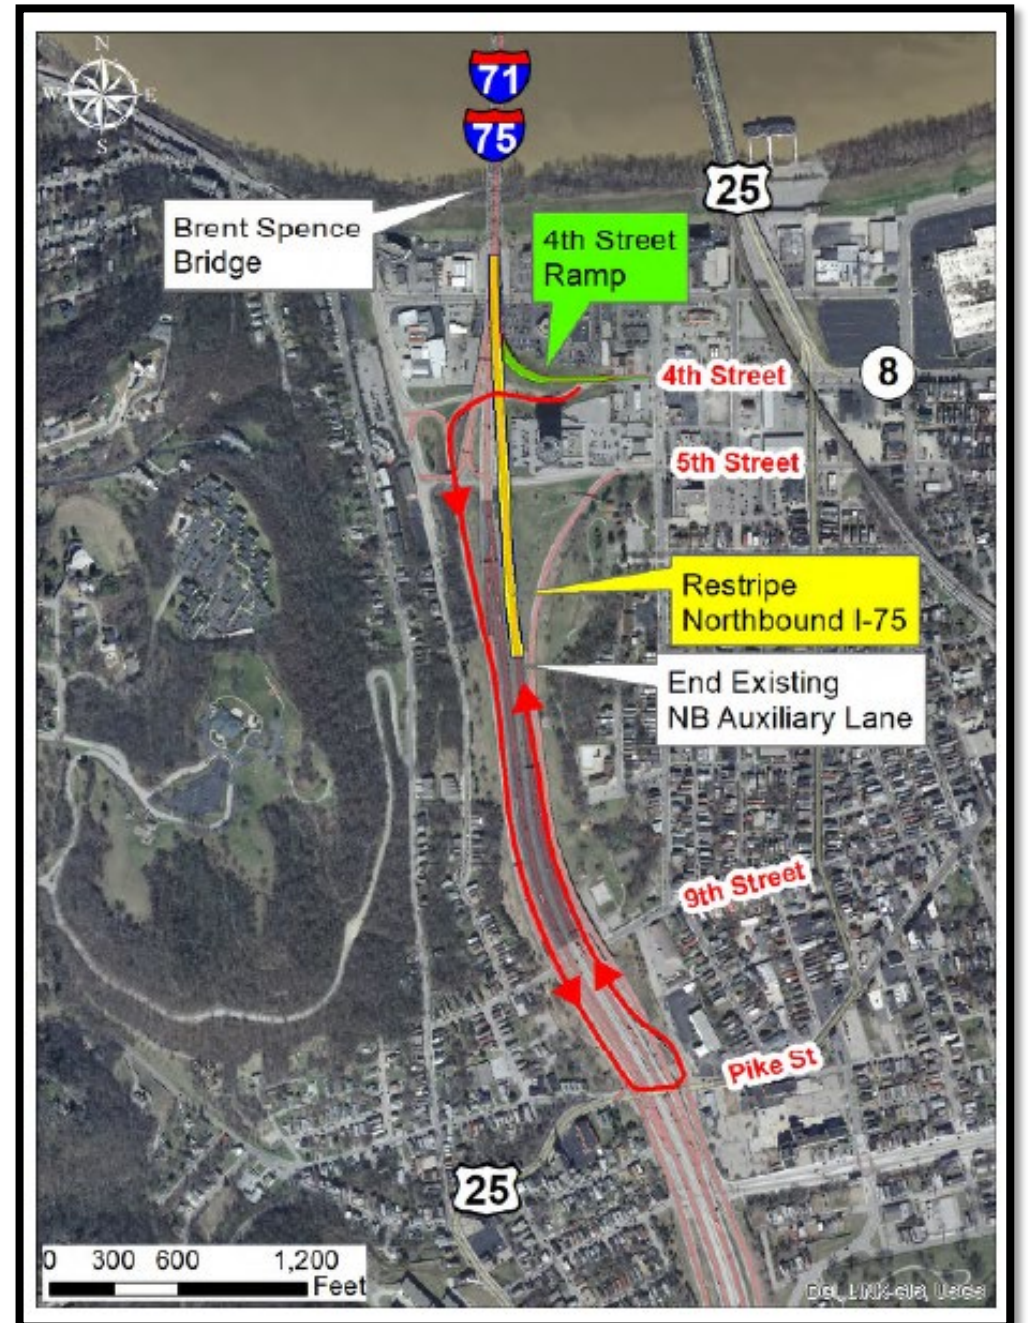 N
W E
S
71
75
25
Brent Spence
Bridge
4th Street
Ramp
4th Street
8
5th Street
Restripe
Northbound I-75
End Existing
NB Auxiliary Lane
9th Street
Pike St
25
0 300 600 1,200
Feet